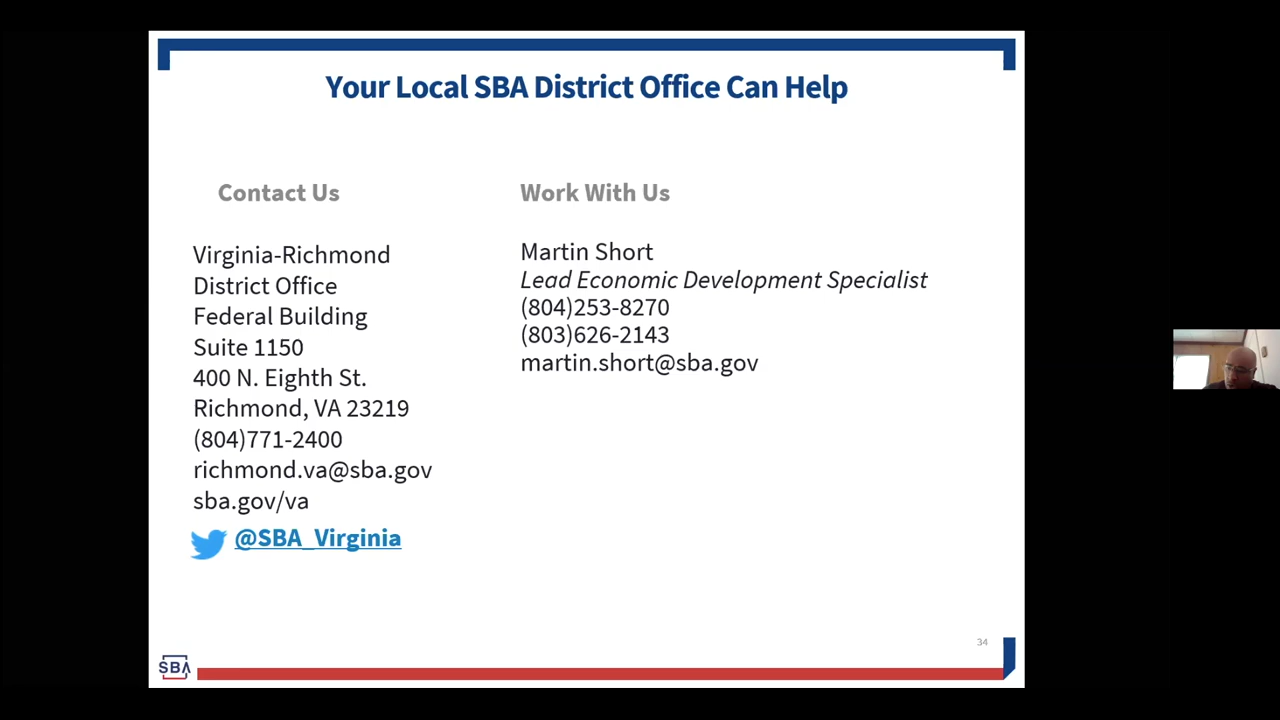 Your Local SBA District Office Can Help
Contact Us
Virginia-Richmond
District Office
Federal Building
Suite 1150
400 N. Eighth St.
Richmond, VA 23219
(804)771-2400
richmond.va@sba.gov
sba.gov/va
@SBA_Virginia
Work With Us
Martin Short
Lead Economic Development Specialist
(804)253-8270
(803)626-2143
martin.short@sba.gov
34
SBA